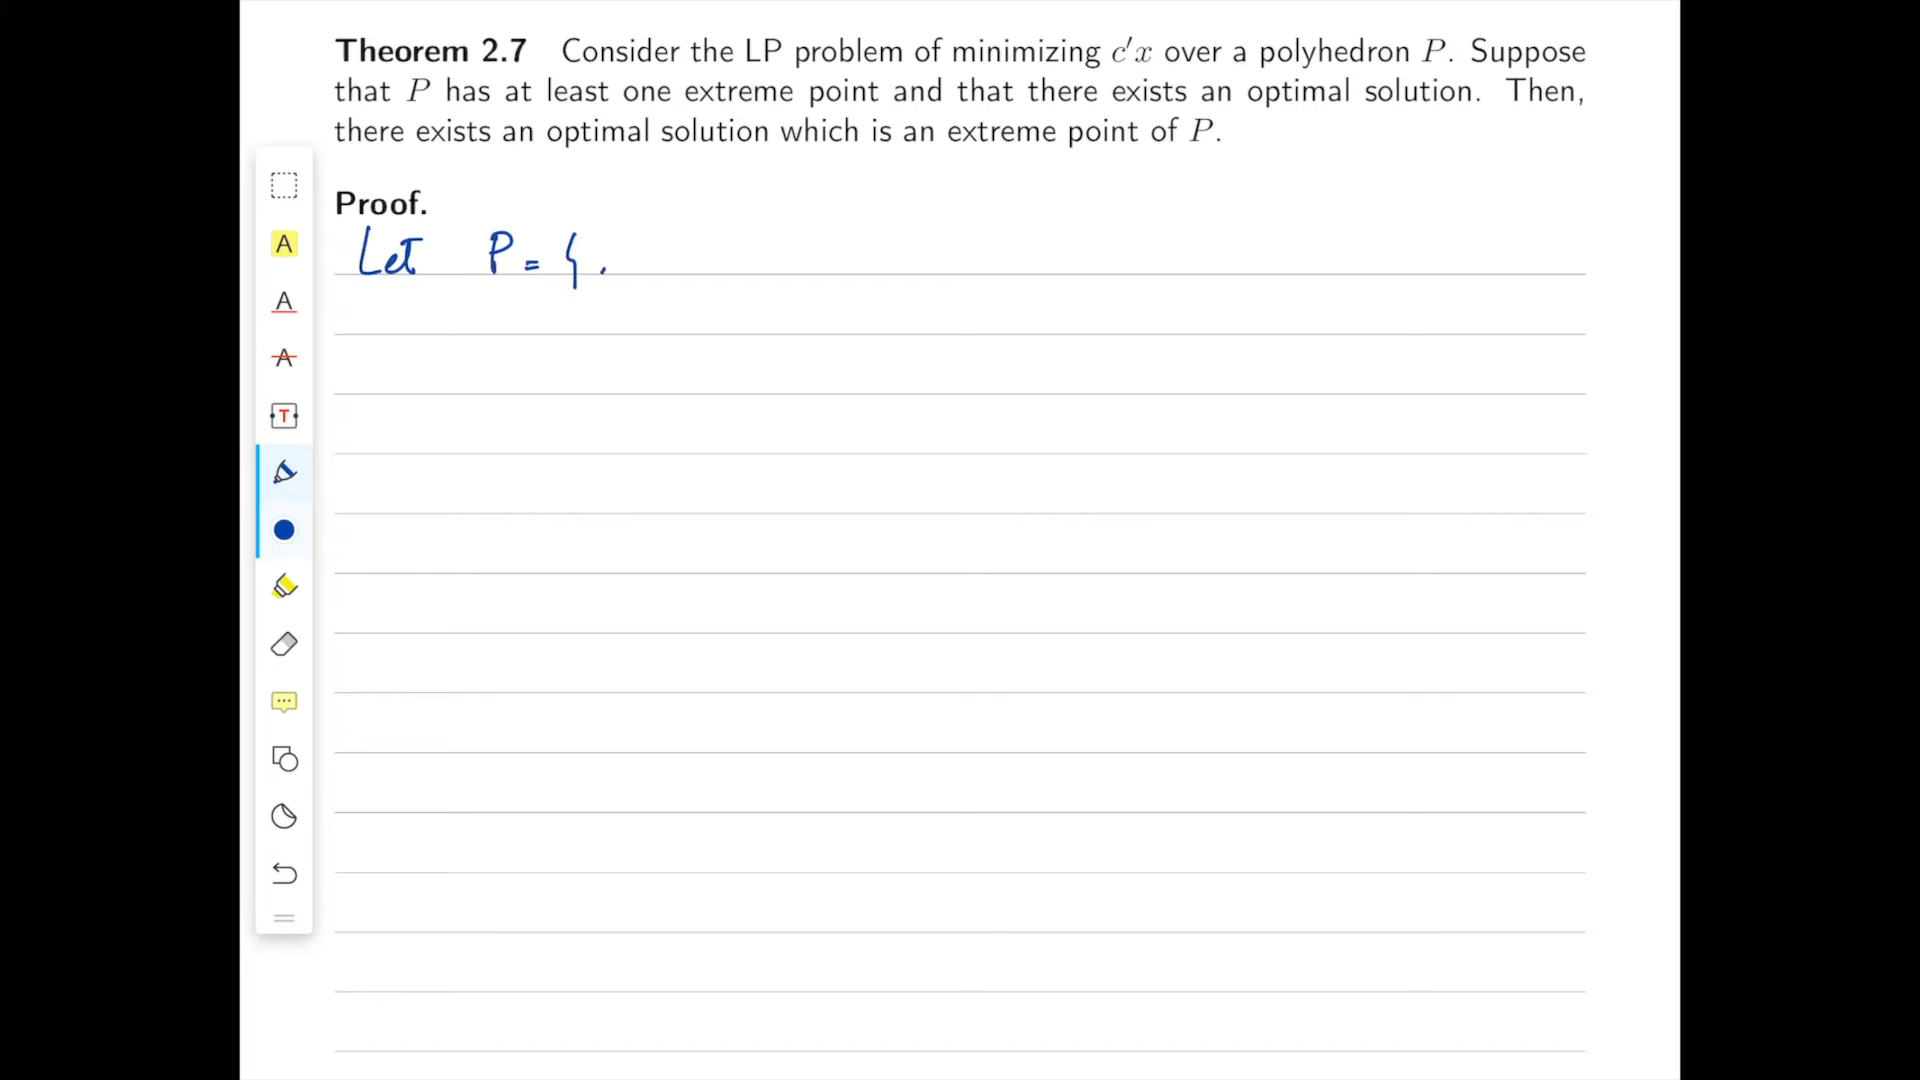 Theorem 2.7 Consider the LP problem of minimizing c′x over a polyhedron P. Suppose
that P has at least one extreme point and that there exists an optimal solution. Then,
there exists an optimal solution which is an extreme point of P.
Proof.
Let P = { .
A
A
A
T